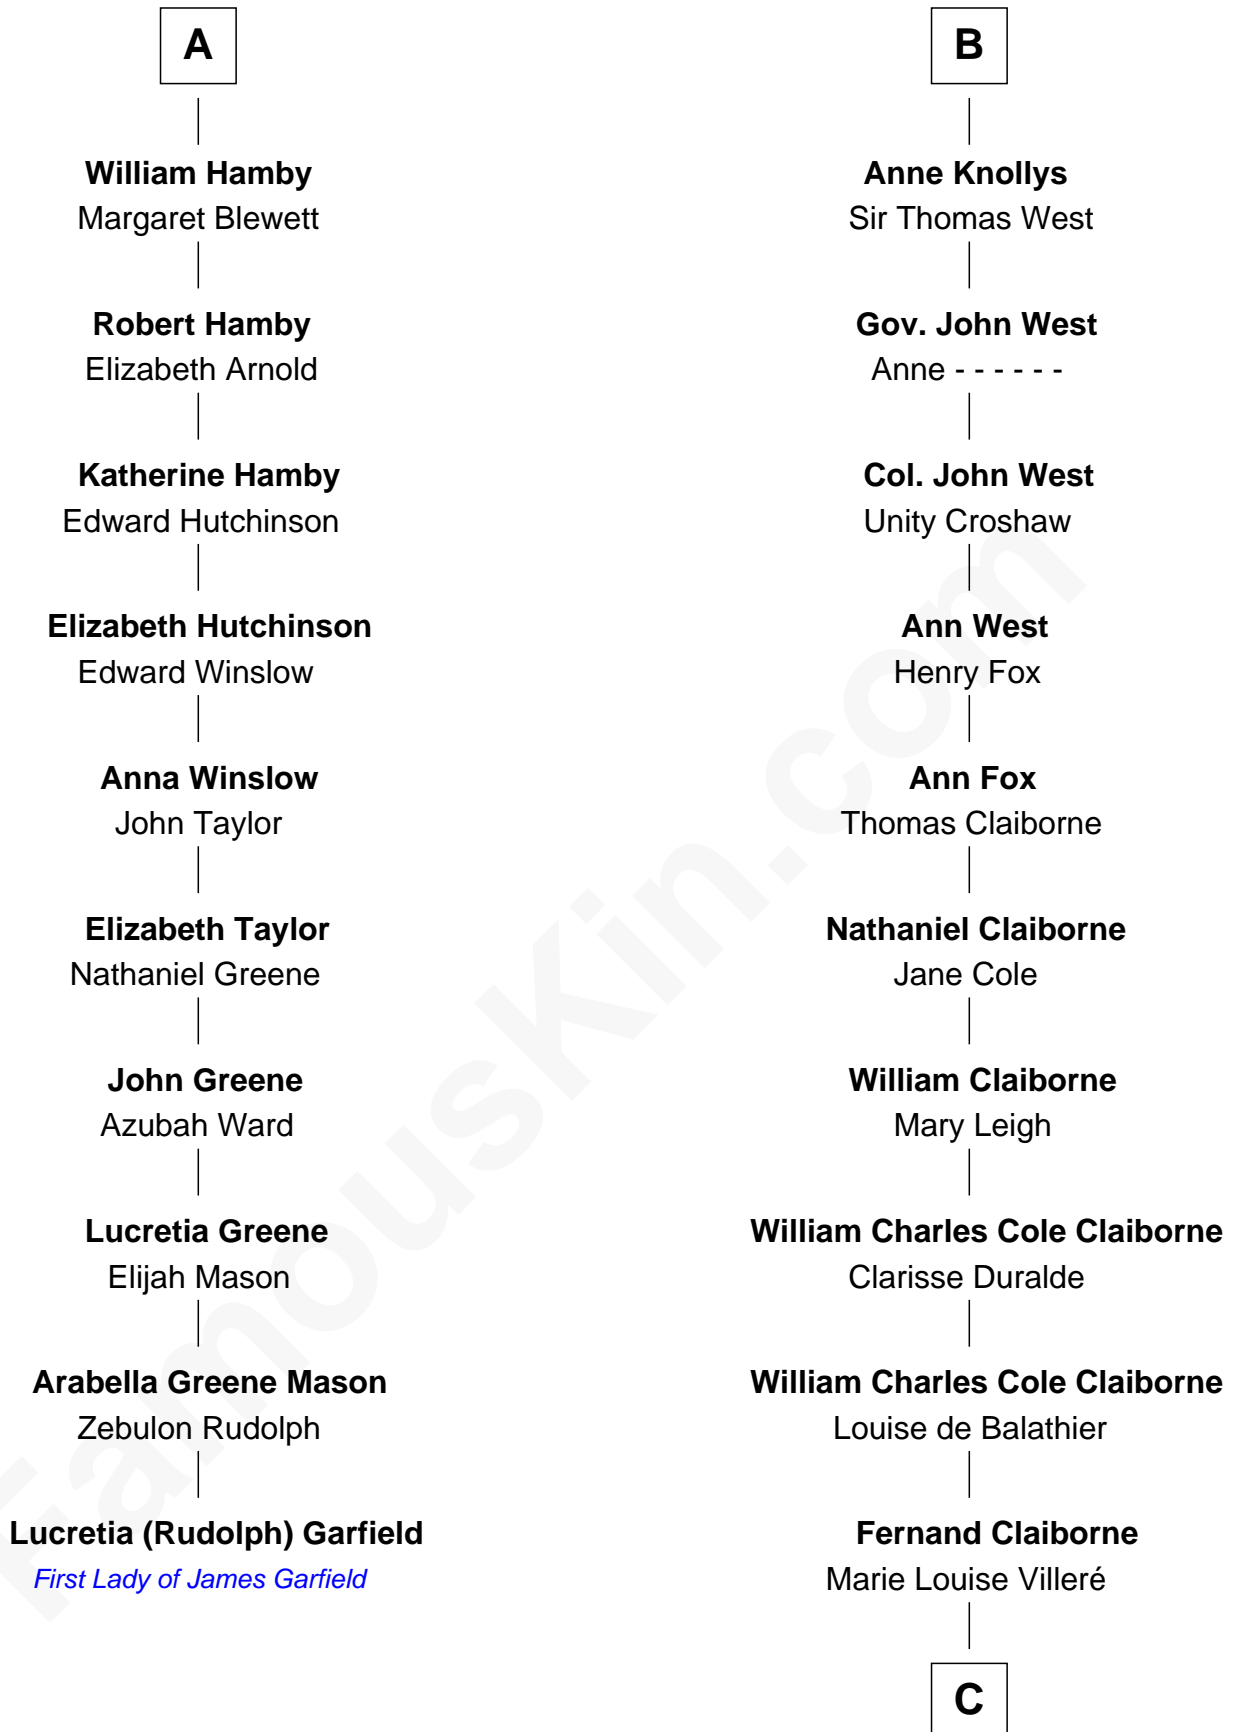 A
William Hamby
Margaret Blewett
Robert Hamby
Elizabeth Arnold
Katherine Hamby
Edward Hutchinson
Elizabeth Hutchinson
Edward Winslow
Anna Winslow
John Taylor
Elizabeth Taylor
Nathaniel Greene
John Greene
Azubah Ward
Lucretia Greene
Elijah Mason
Arabella Greene Mason
Zebulon Rudolph
Lucretia (Rudolph) Garfield
First Lady of James Garfield
B
Anne Knollys
Sir Thomas West
Gov. John West
Anne - - - - - -
Col. John West
Unity Croshaw
Ann West
Henry Fox
Ann Fox
Thomas Claiborne
Nathaniel Claiborne
Jane Cole
William Claiborne
Mary Leigh
William Charles Cole Claiborne
Clarisse Duralde
William Charles Cole Claiborne
Louise de Balathier
Fernand Claiborne
Marie Louise Villeré
C
FamousKin.com